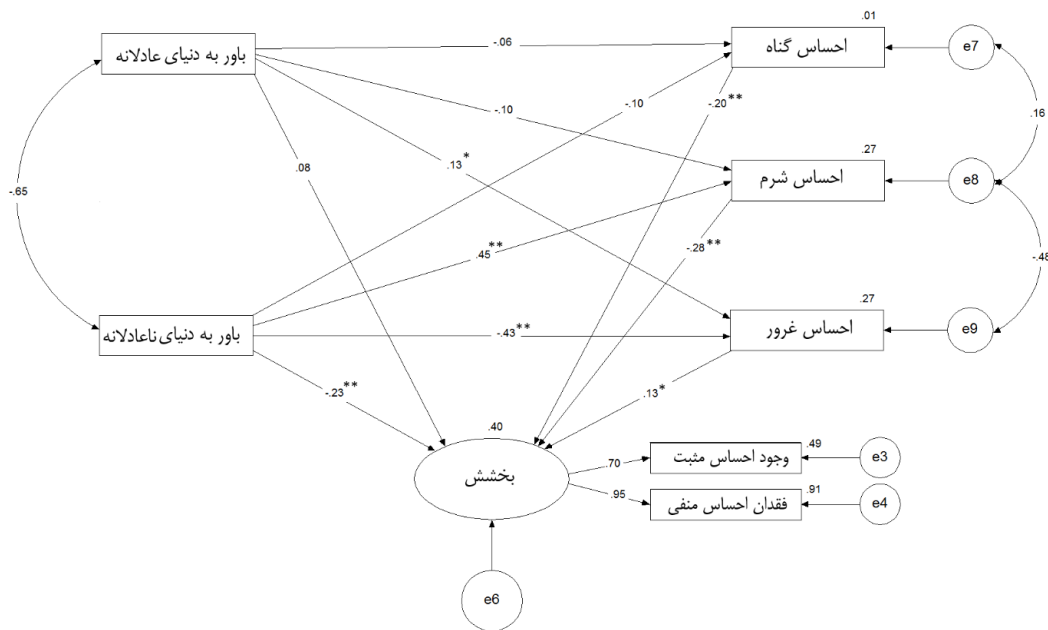 .01
باور به دنیای عادلانه
-.06
احساس گناه
e7
-.20**
-.10
-.10
.16
.08
.13*
.27
احساس شرم
e8
-.65
.45**
-.28**
-.48
.27
باور به دنیای ناعادلانه
-.43**
احساس غرور
e9
-.23**
.13*
.40
بخشش
.70
وجود احساس مثبت
.49
e3
.95
فقدان احساس منفی
.91
e4
e6